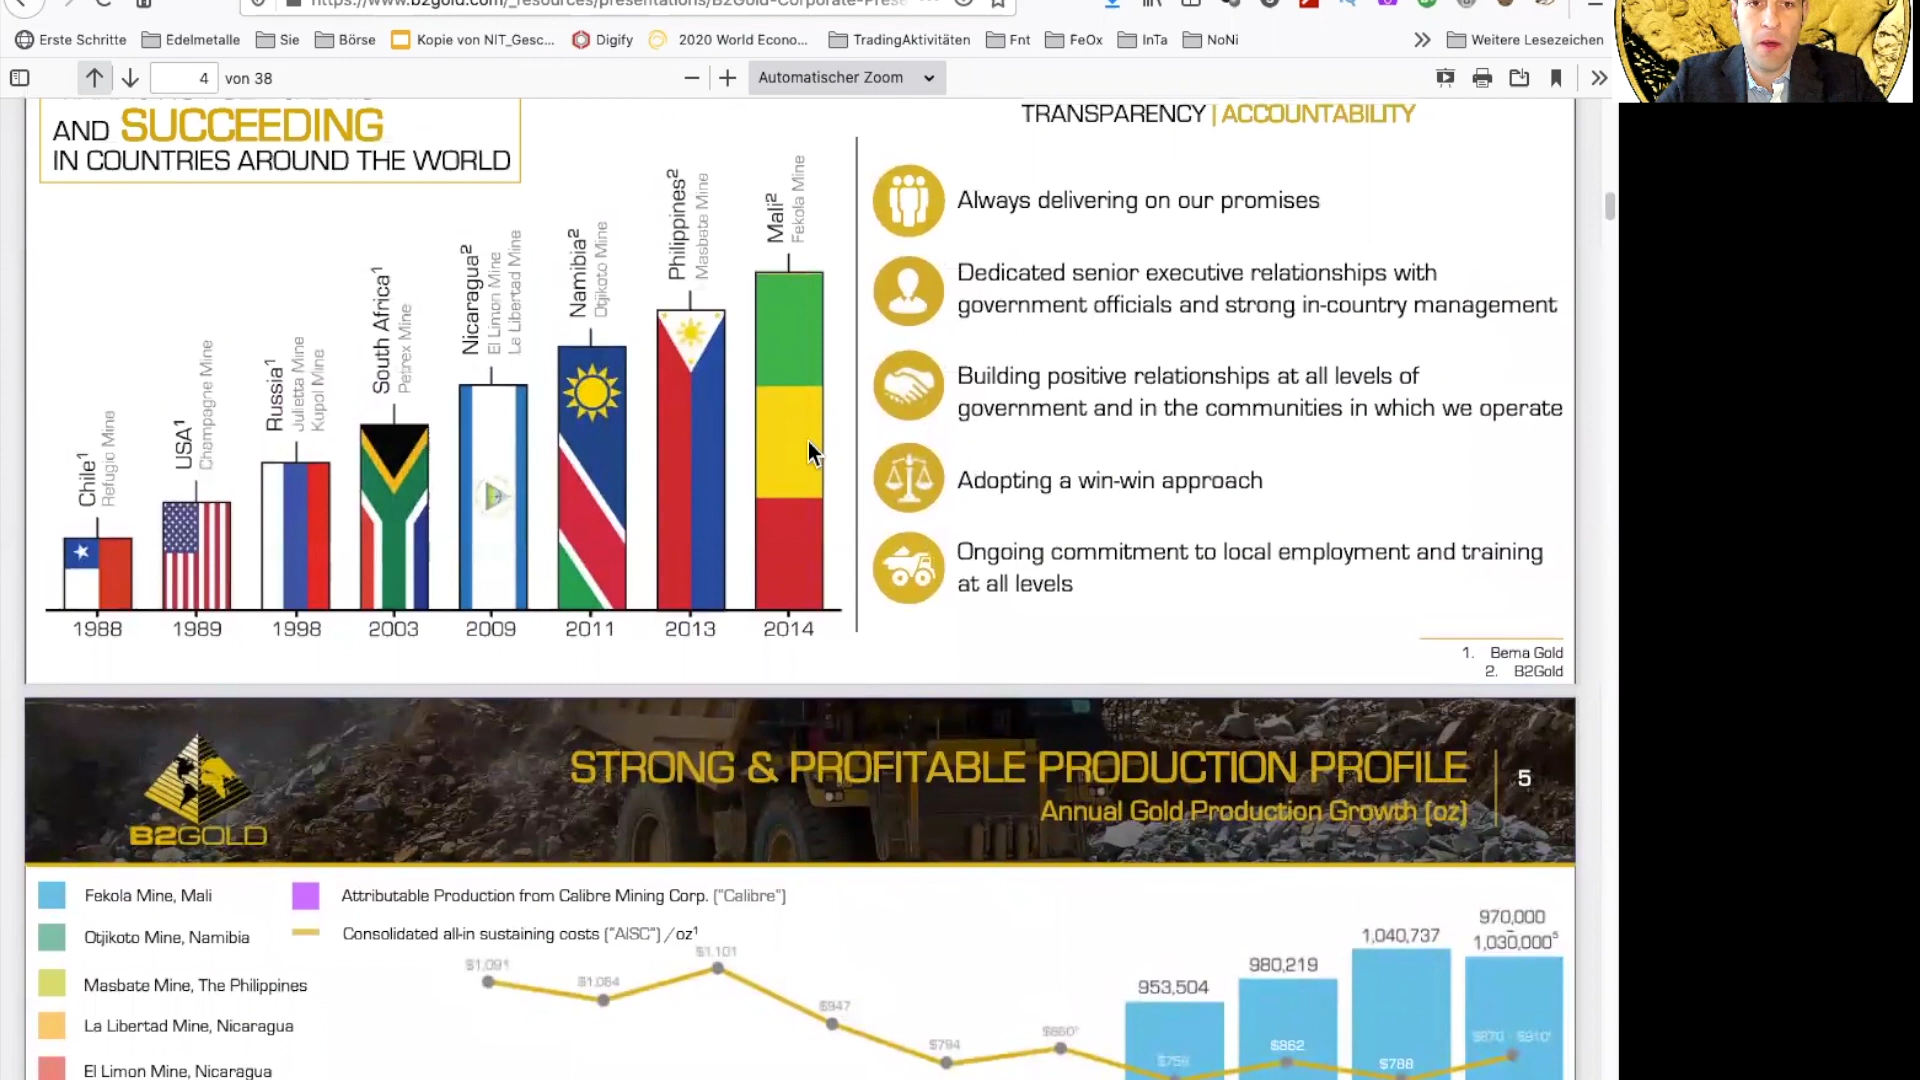 Erste Schritte
Edelmetalle
Sie
Börse
Kopie von NIT_Gesc...
Digify
2020 World Econo...
TradingAktivitäten
Fnt
FeOx
InTa
NoNi
Weitere Lesezeichen
4 von 38
Automatischer Zoom
AND SUCCEEDING
IN COUNTRIES AROUND THE WORLD
Chile¹
Refugio Mine
USA¹
Champagne Mine
Russia¹
Julietta Mine
Kupol Mine
South Africa¹
Petrex Mine
Nicaragua²
El Limon Mine
La Libertad Mine
Namibia²
Otjikoto Mine
Philippines²
Masbate Mine
Mali²
Fekola Mine
1988
1989
1998
2003
2009
2011
2013
2014
TRANSPARENCY | ACCOUNTABILITY
Always delivering on our promises
Dedicated senior executive relationships with
government officials and strong in-country management
Building positive relationships at all levels of
government and in the communities in which we operate
Adopting a win-win approach
Ongoing commitment to local employment and training
at all levels
1. Bema Gold
2. B2Gold
B2GOLD
STRONG & PROFITABLE PRODUCTION PROFILE
Annual Gold Production Growth (oz)
5
Fekola Mine, Mali
Otjikoto Mine, Namibia
Masbate Mine, The Philippines
La Libertad Mine, Nicaragua
El Limon Mine, Nicaragua
Attributable Production from Calibre Mining Corp. ("Calibre")
Consolidated all-in sustaining costs ("AISC") /oz¹
$1,101
$947
$794
953,504
980,219
$862
1,040,737
$788
970,000
–
1,030,000⁵